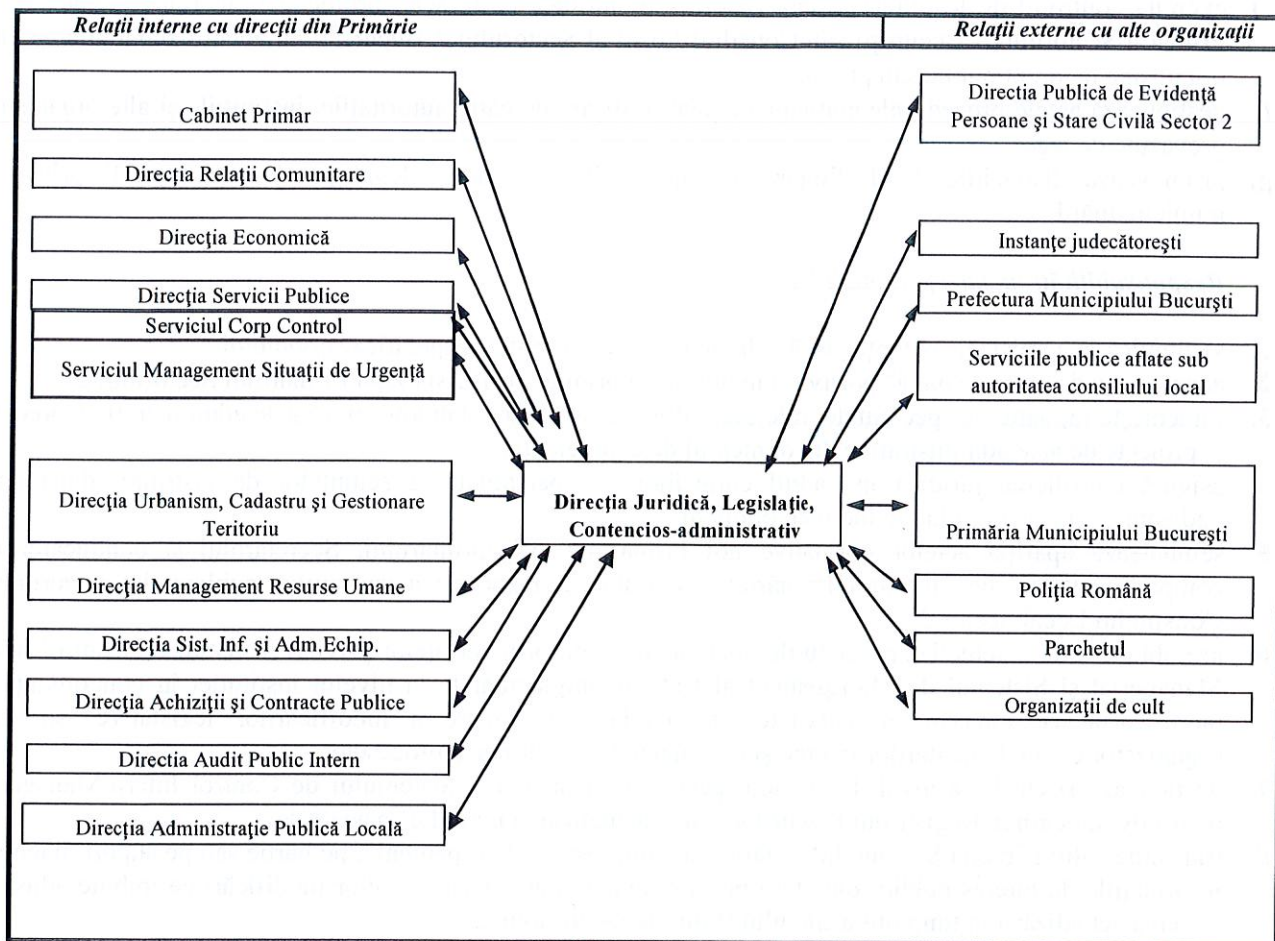 Relaţii interne cu direcţii din Primărie
Relaţii externe cu alte organizaţii
Cabinet Primar
Direcţia Relaţii Comunitare
Direcţia Economică
Direcţia Servicii Publice
Serviciul Corp Control
Serviciul Management Situaţii de Urgenţă
Direcţia Urbanism, Cadastru şi Gestionare
Teritoriu
Direcţia Management Resurse Umane
Direcţia Sist. Inf. şi Adm.Echip.
Direcţia Achiziţii şi Contracte Publice
Directia Audit Public Intern
Direcţia Administraţie Publică Locală
Direcţia Juridică, Legislaţie,
Contencios-administrativ
Directia Publică de Evidenţă
Persoane şi Stare Civilă Sector 2
Instanţe judecătoreşti
Prefectura Municipiului Bucurşti
Serviciile publice aflate sub
autoritatea consiliului local
Primăria Municipiului Bucureşti
Poliţia Română
Parchetul
Organizaţii de cult